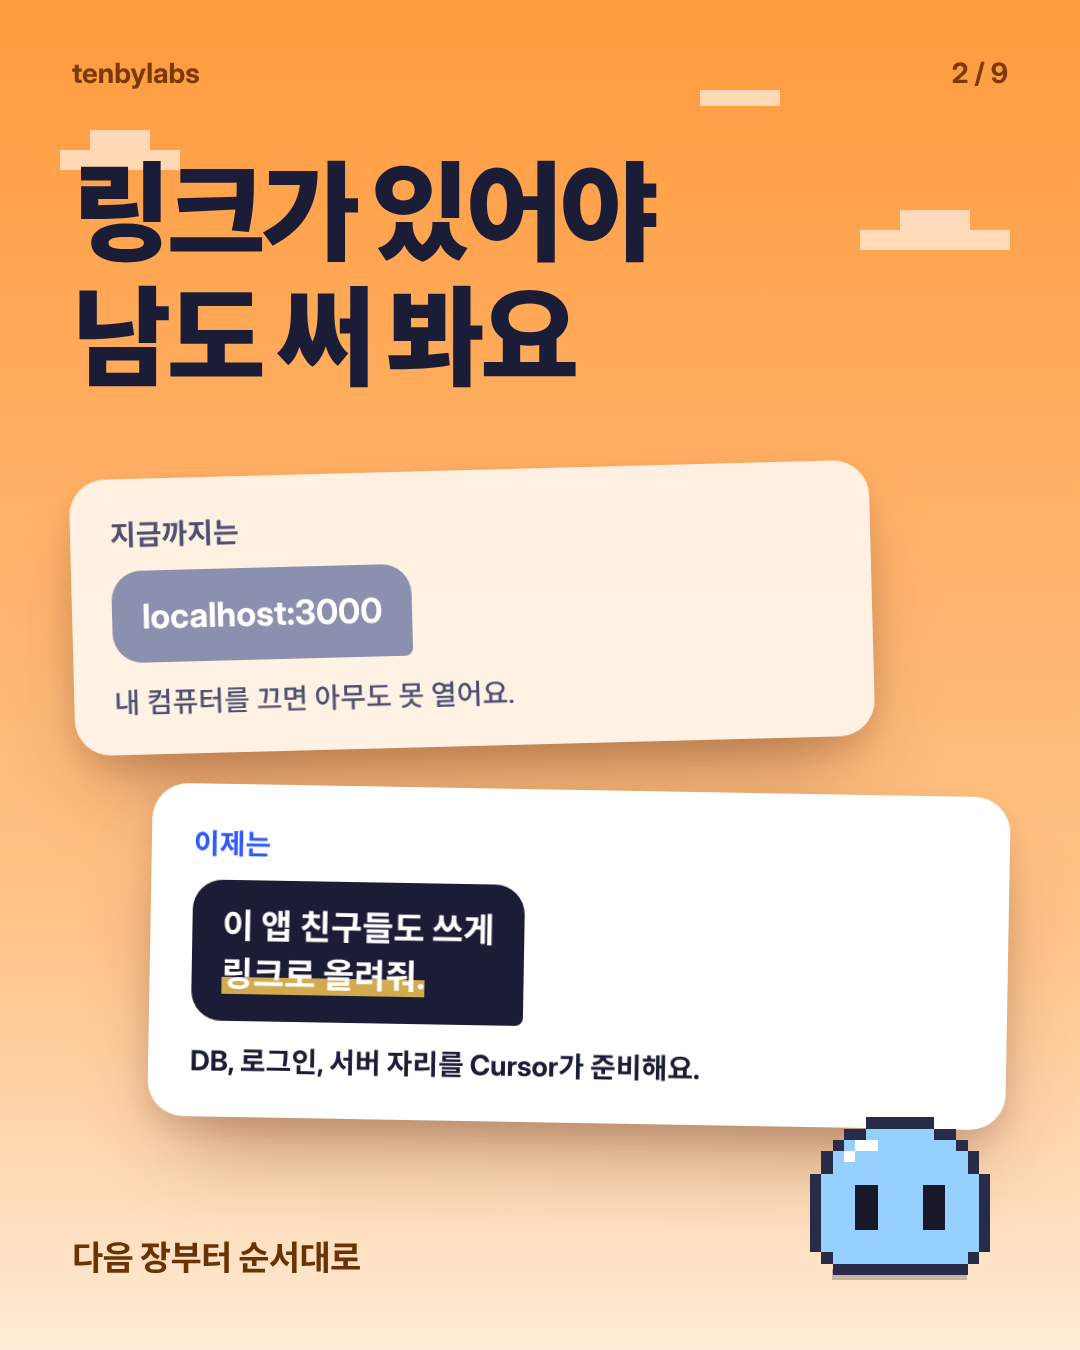 tenbylabs
2 / 9
링크가 있어야
남도 써 봐요
지금까지는
localhost:3000
내 컴퓨터를 끄면 아무도 못 열어요.
이제는
이 앱 친구들도 쓰게
링크로 올려줘.
DB, 로그인, 서버 자리를 Cursor가 준비해요.
다음 장부터 순서대로